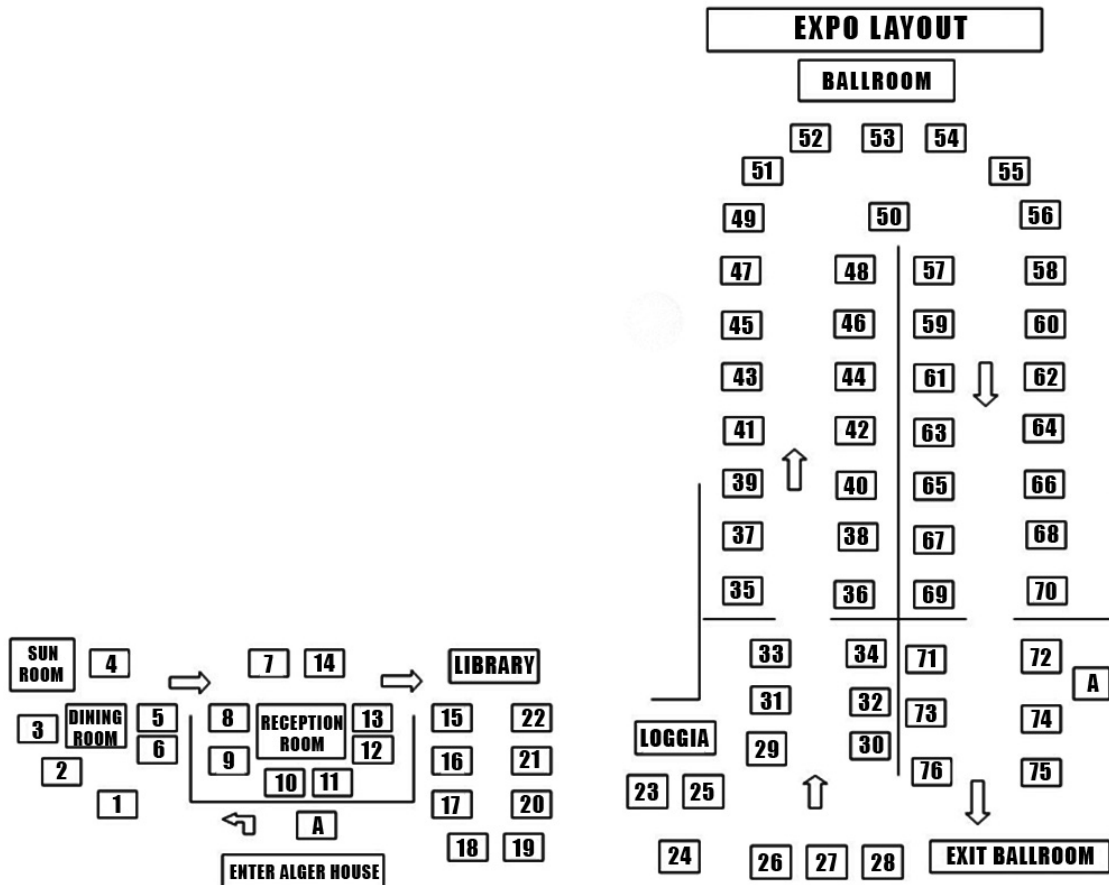 EXPO LAYOUT
BALLROOM
52 53 54
51 55
49 50 56
47 48 57 58
45 46 59 60
43 44 61 62
41 42 63 64
39 40 65 66
37 38 67 68
35 36 69 70
33 34 71 72
A
31 32 73 74
LOGGIA 29 30 76 75
23 25
24 26 27 28 EXIT BALLROOM
SUN
ROOM
4 7 14 LIBRARY
3 DINING
ROOM
5 8 RECEPTION
ROOM
13 15 22
6 9 12 16 21
2 10 11
1 A 17 20
18 19
ENTER ALGER HOUSE